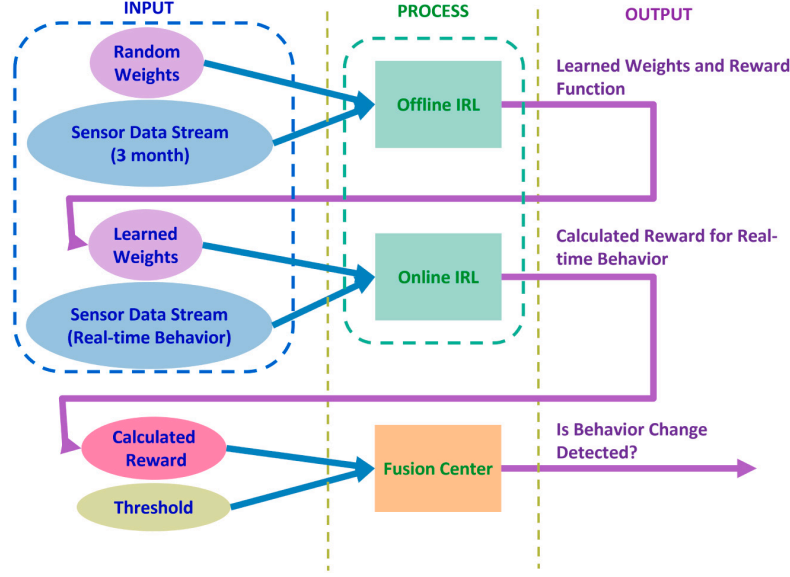 INPUT
PROCESS
OUTPUT
Random
Weights
Sensor Data Stream
(3 month)
Offline IRL
Learned Weights and Reward
Function
Learned
Weights
Sensor Data Stream
(Real-time Behavior)
Online IRL
Calculated Reward for Real-
time Behavior
Calculated
Reward
Threshold
Fusion Center
Is Behavior Change
Detected?